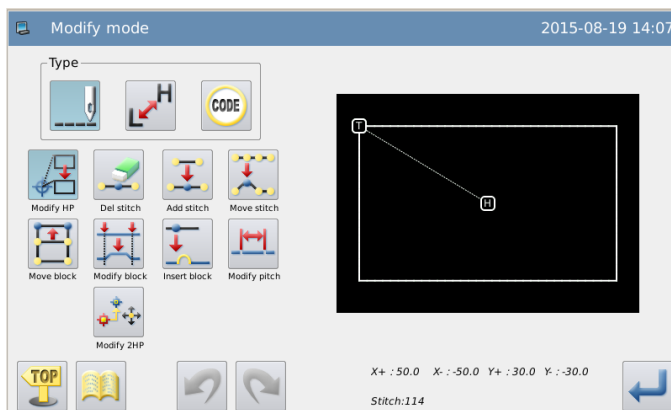 Modify mode 2015-08-19 14:07
Type
L H CODE
T
Modify HP Del stitch Add stitch Move stitch
H
Move block Modify block Insert block Modify pitch
Modify 2HP
TOP
X+ : 50.0 X- : -50.0 Y+ : 30.0 Y- : -30.0
Stitch:114